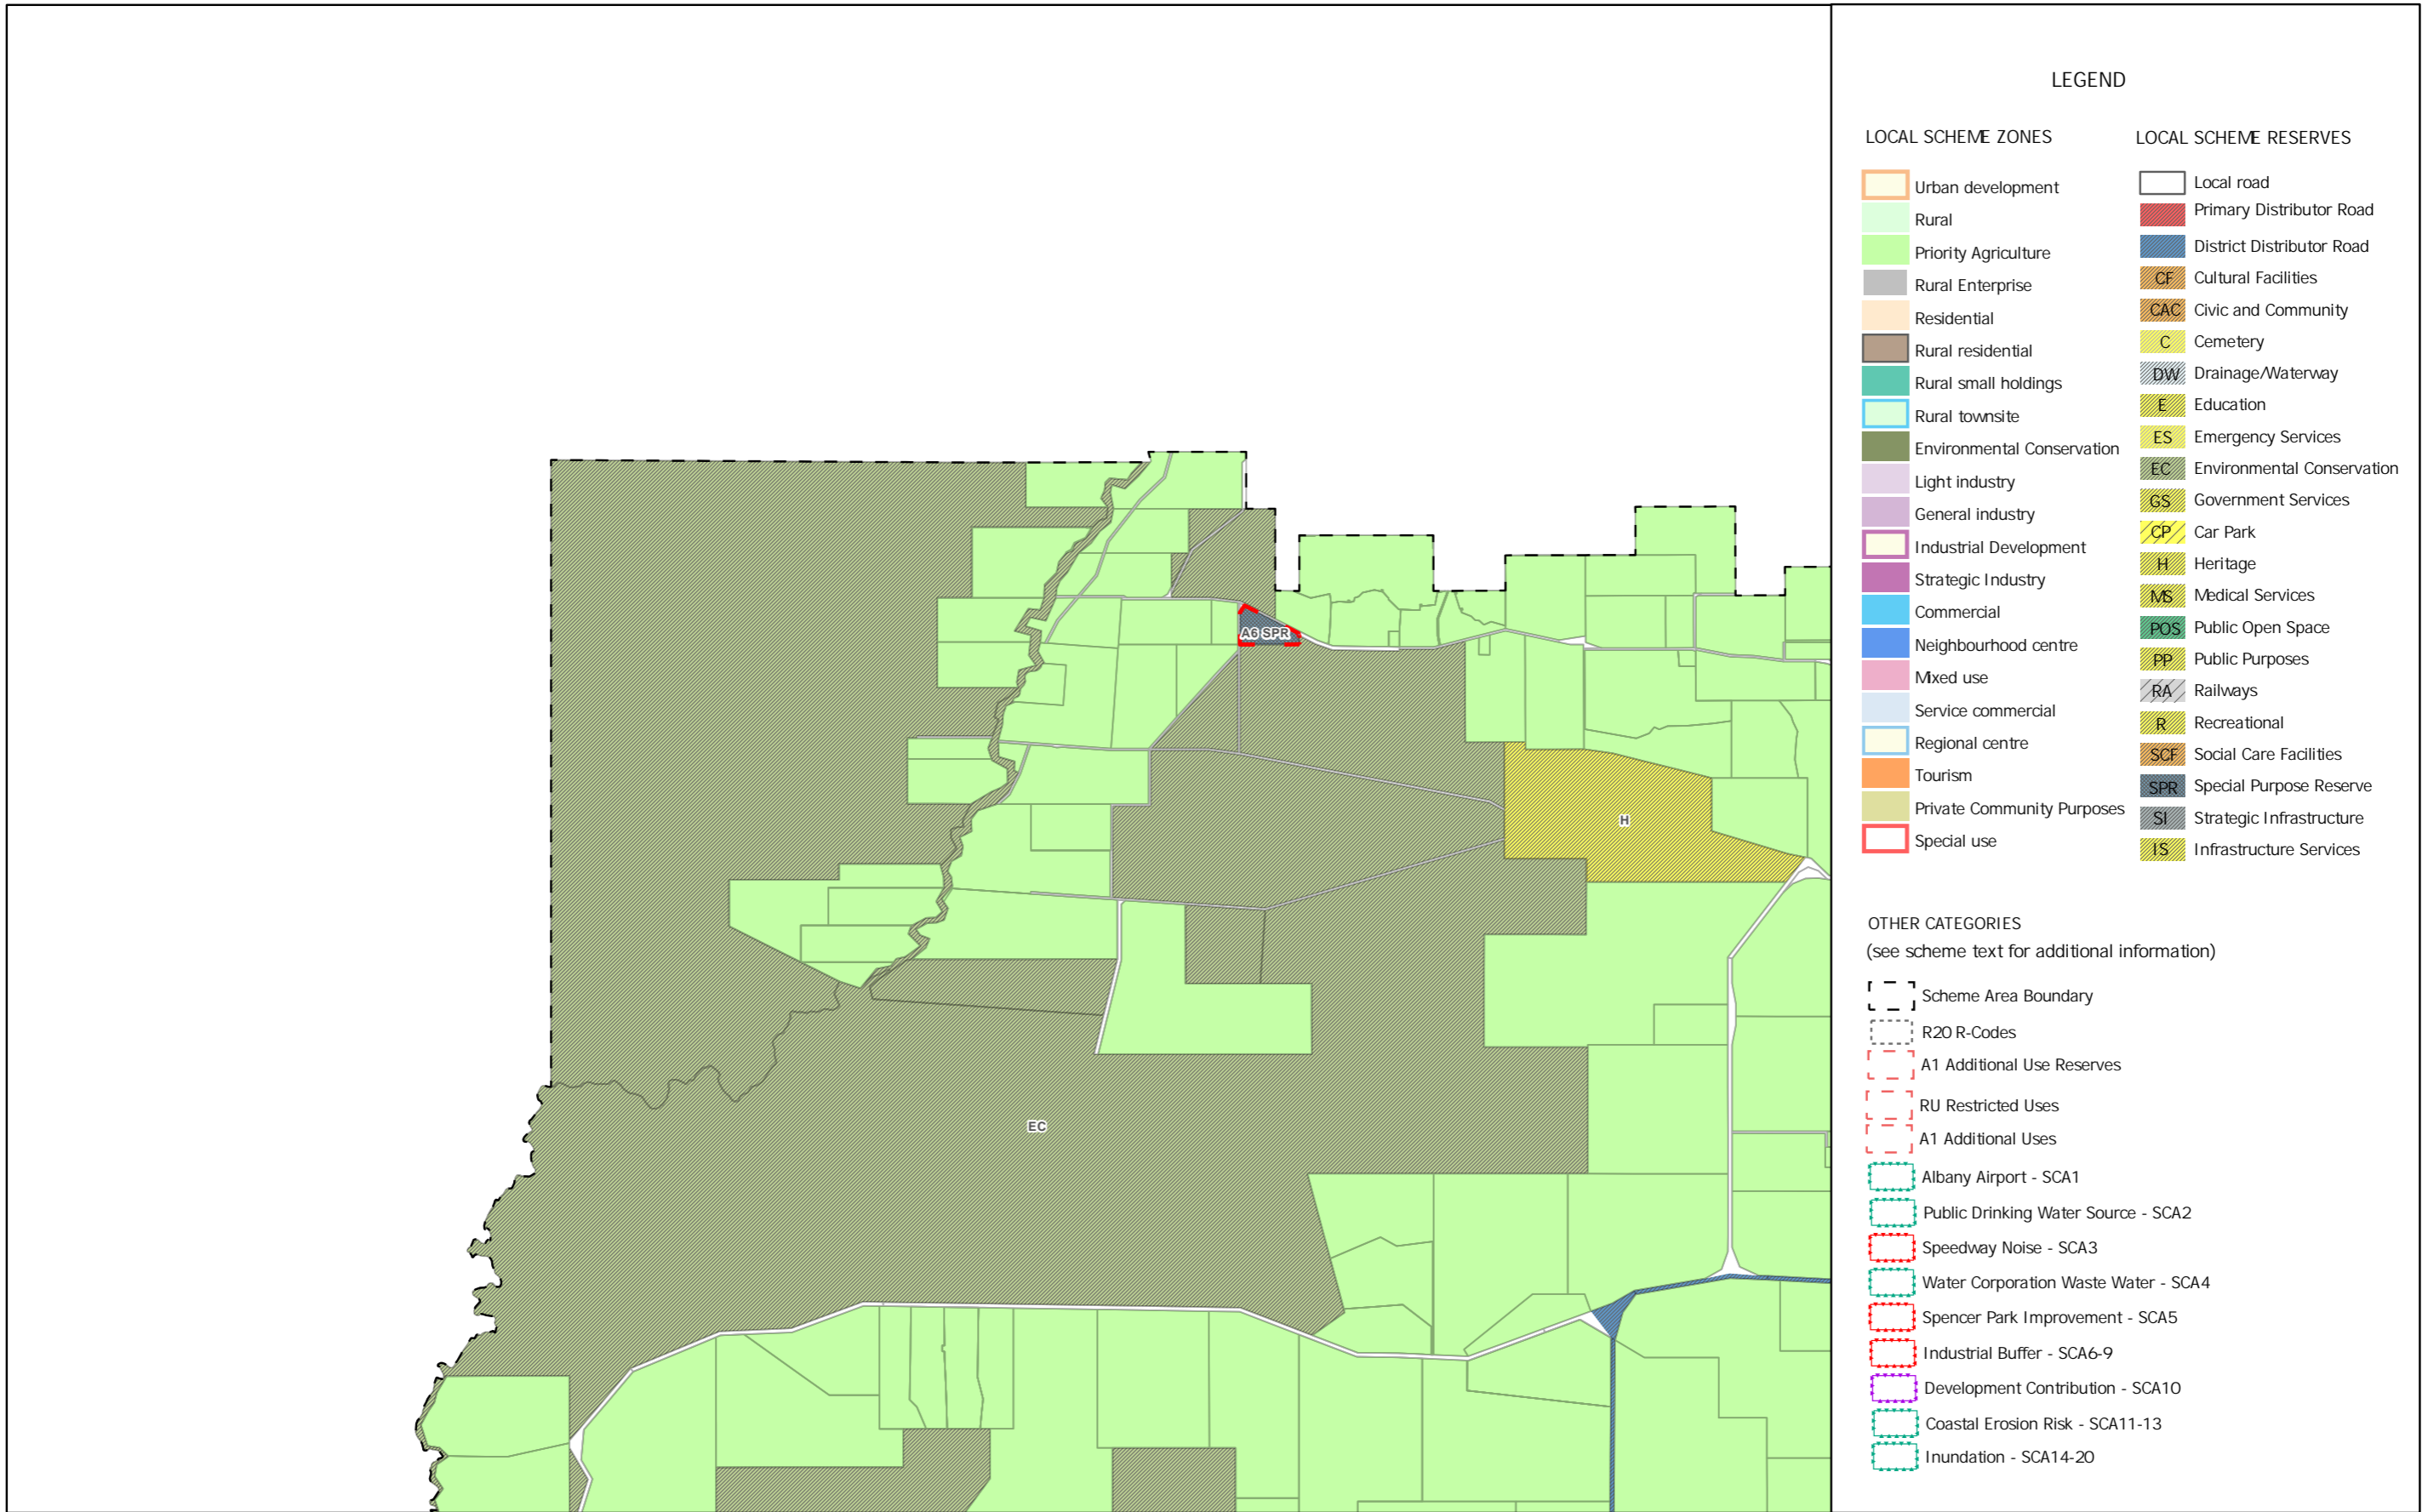 A6 SPR
H
EC
LEGEND
LOCAL SCHEME ZONES
Urban development
Rural
Priority Agriculture
Rural Enterprise
Residential
Rural residential
Rural small holdings
Rural townsite
Environmental Conservation
Light industry
General industry
Industrial Development
Strategic Industry
Commercial
Neighbourhood centre
Mixed use
Service commercial
Regional centre
Tourism
Private Community Purposes
Special use
LOCAL SCHEME RESERVES
Local road
Primary Distributor Road
District Distributor Road
CF Cultural Facilities
CAC Civic and Community
C Cemetery
DW Drainage/Waterway
E Education
ES Emergency Services
EC Environmental Conservation
GS Government Services
CP Car Park
H Heritage
MS Medical Services
POS Public Open Space
PP Public Purposes
RA Railways
R Recreational
SCF Social Care Facilities
SPR Special Purpose Reserve
SI Strategic Infrastructure
IS Infrastructure Services
OTHER CATEGORIES
(see scheme text for additional information)
Scheme Area Boundary
R20 R-Codes
A1 Additional Use Reserves
RU Restricted Uses
A1 Additional Uses
Albany Airport - SCA1
Public Drinking Water Source - SCA2
Speedway Noise - SCA3
Water Corporation Waste Water - SCA4
Spencer Park Improvement - SCA5
Industrial Buffer - SCA6-9
Development Contribution - SCA10
Coastal Erosion Risk - SCA11-13
Inundation - SCA14-20